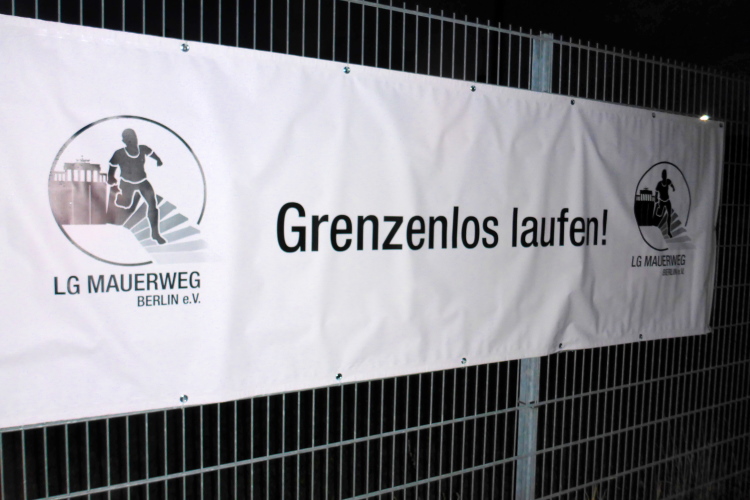 LG MAUERWEG
BERLIN e.V.
Grenzenlos laufen!
LG MAUERWEG
BERLIN e.V.